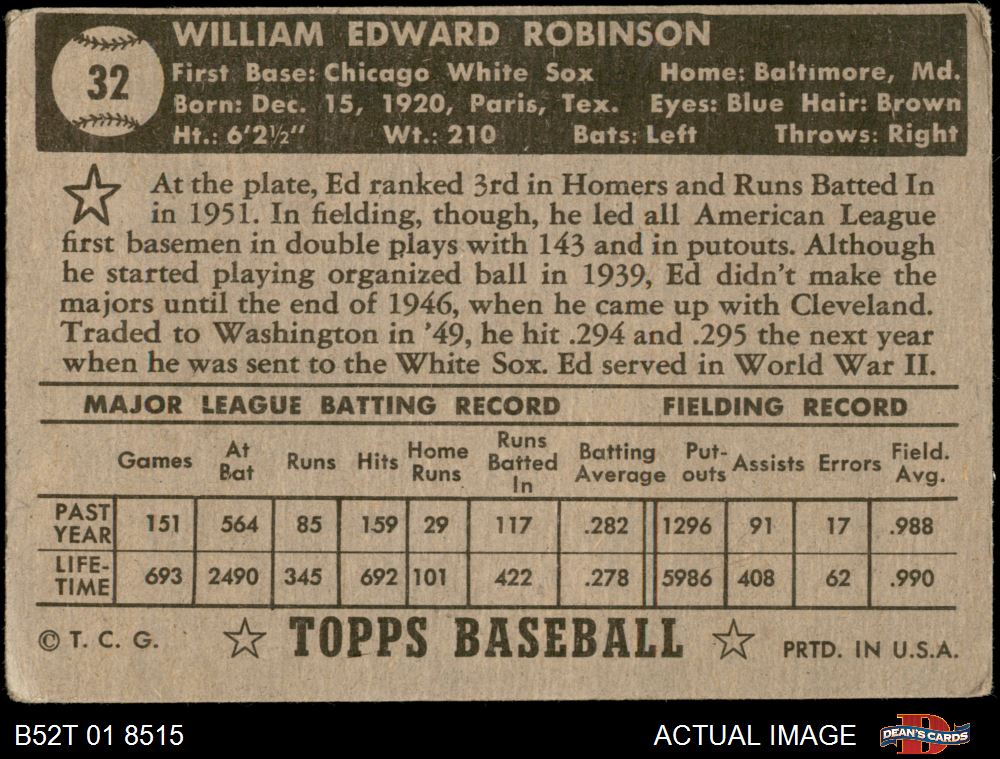 32
WILLIAM EDWARD ROBINSON
First Base: Chicago White Sox Home: Baltimore, Md.
Born: Dec. 15, 1920, Paris, Tex. Eyes: Blue Hair: Brown
Ht.: 6'2½" Wt.: 210 Bats: Left Throws: Right
At the plate, Ed ranked 3rd in Homers and Runs Batted In
in 1951. In fielding, though, he led all American League
first basemen in double plays with 143 and in putouts. Although
he started playing organized ball in 1939, Ed didn't make the
majors until the end of 1946, when he came up with Cleveland.
Traded to Washington in '49, he hit .294 and .295 the next year
when he was sent to the White Sox. Ed served in World War II.
MAJOR LEAGUE BATTING RECORD FIELDING RECORD
Games At Bat Runs Hits Home Runs Runs Batted In Batting Average Put-outs Assists Errors Field. Avg.
PAST YEAR 151 564 85 159 29 117 .282 1296 91 17 .988
LIFE-TIME 693 2490 345 692 101 422 .278 5986 408 62 .990
© T. C. G. TOPPS BASEBALL PRTD. IN U.S.A.
B52T 01 8515 ACTUAL IMAGE DEAN'S CARDS